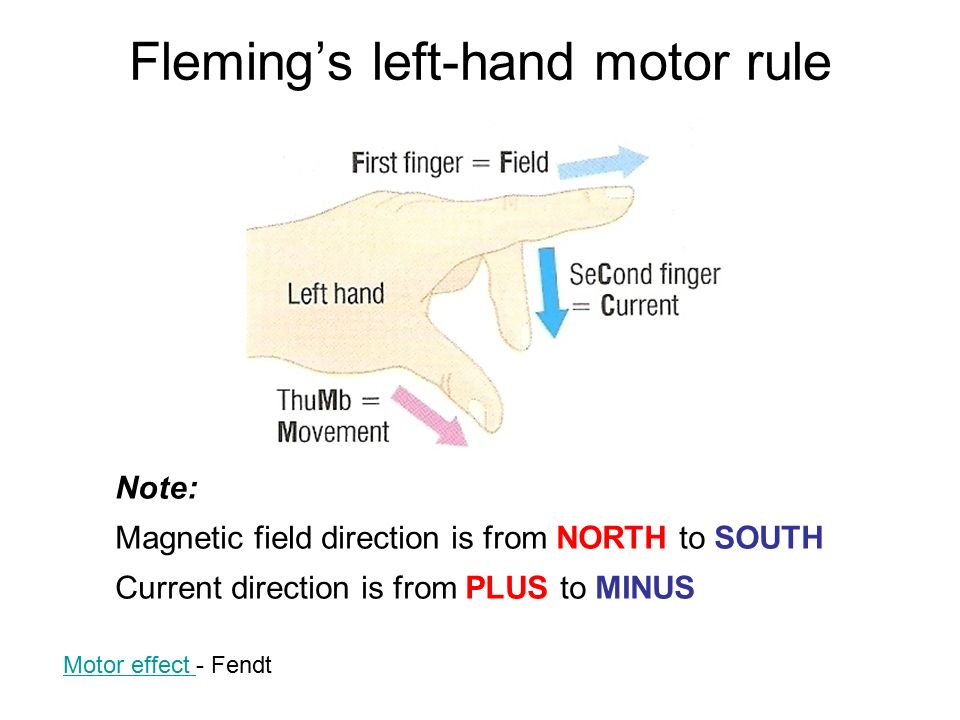 Fleming’s left-hand motor rule
First finger = Field
Left hand
SeCond finger
= Current
ThuMb =
Movement
Note:
Magnetic field direction is from NORTH to SOUTH
Current direction is from PLUS to MINUS
Motor effect - Fendt